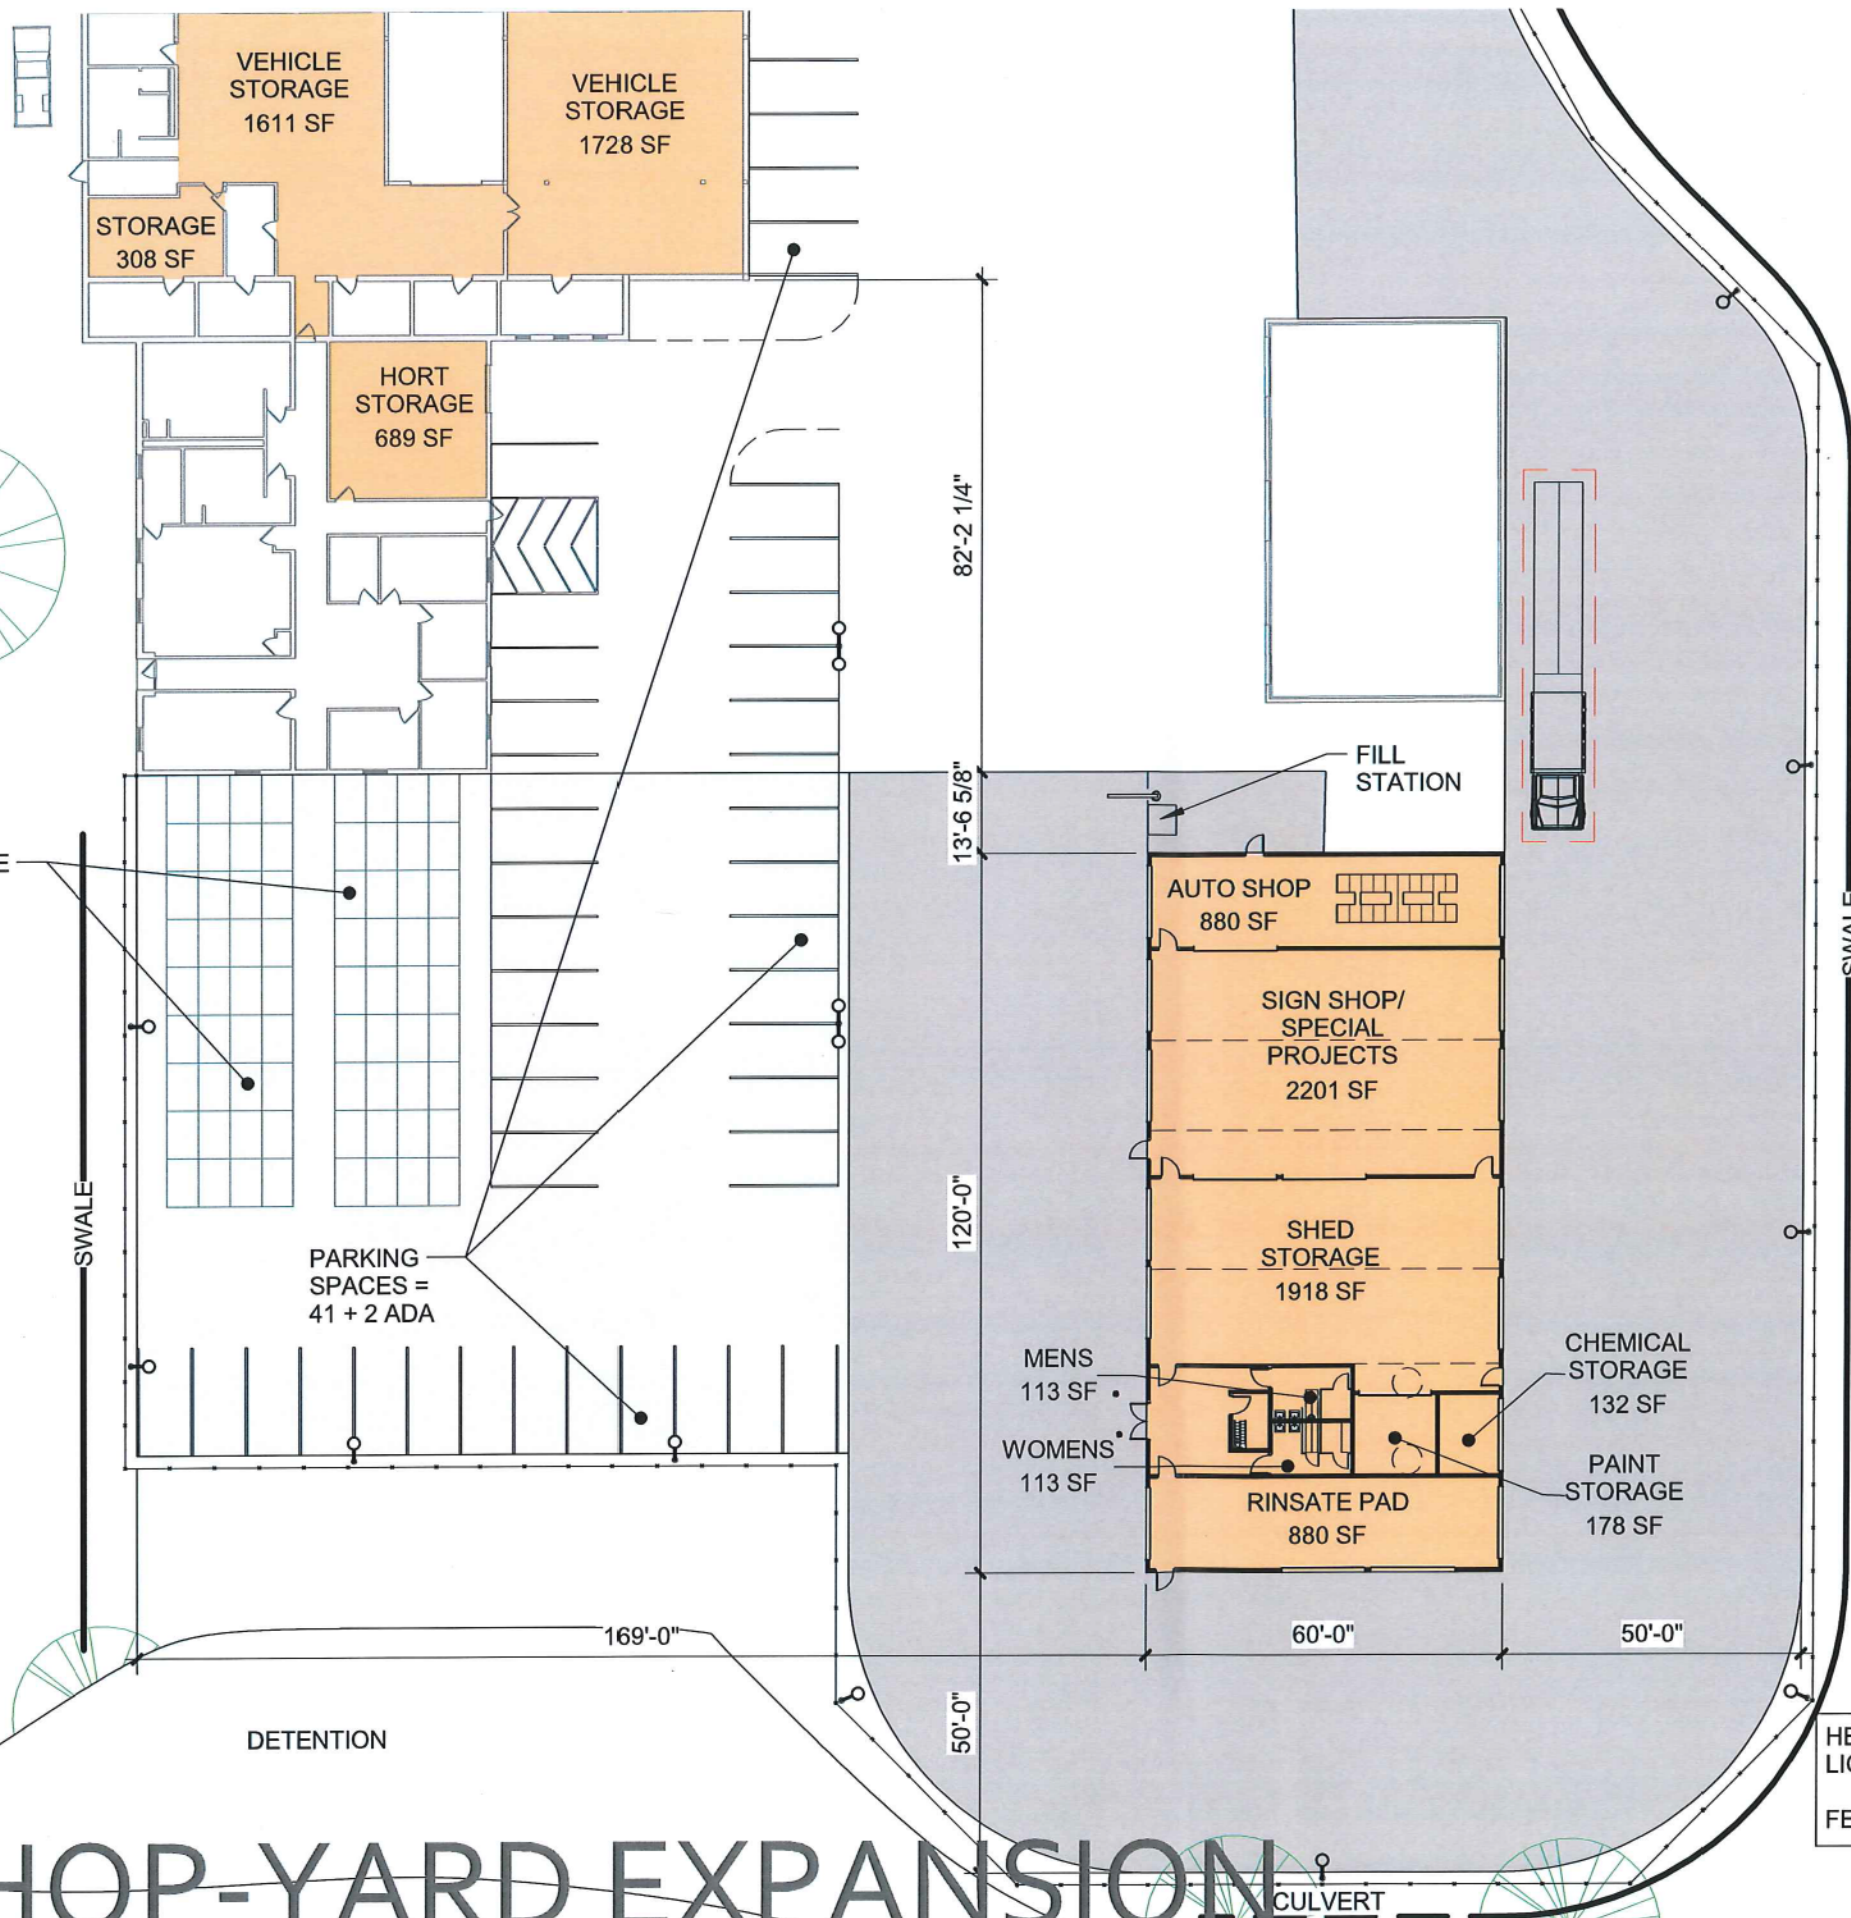 VEHICLE
STORAGE
1611 SF
VEHICLE
STORAGE
1728 SF
STORAGE
308 SF
HORT
STORAGE
689 SF
82'-2 1/4"
FILL
STATION
13'-6 5/8"
AUTO SHOP
880 SF
SWALE
SIGN SHOP/
SPECIAL
PROJECTS
2201 SF
SWALE
120'-0"
SHED
STORAGE
1918 SF
PARKING
SPACES =
41 + 2 ADA
MENS
113 SF
CHEMICAL
STORAGE
132 SF
WOMENS
113 SF
PAINT
STORAGE
178 SF
RINSATE PAD
880 SF
169'-0"
60'-0"
50'-0"
50'-0"
DETENTION
HOP-YARD EXPANSION
CULVERT